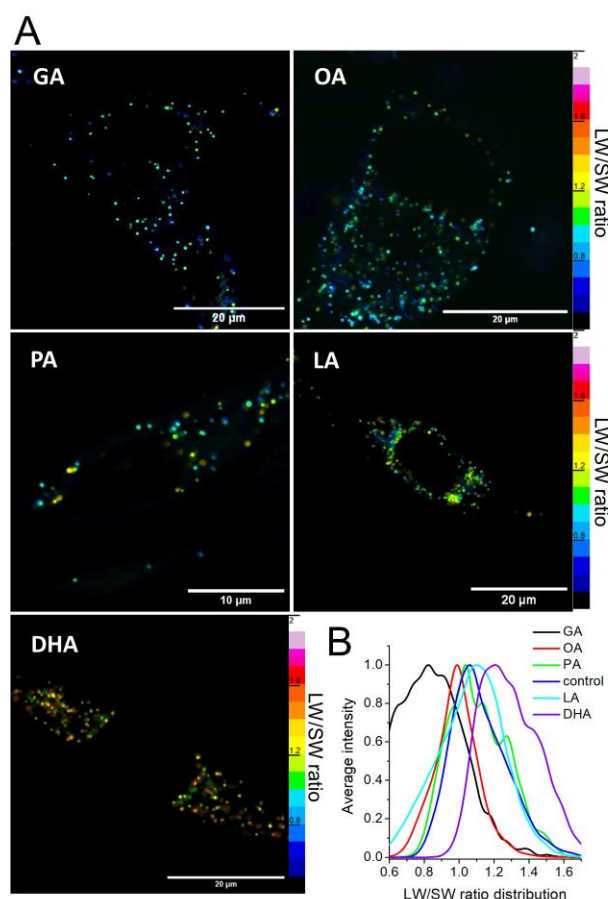 A
GA
OA
20 µm
20 µm
2
1.6
1.2
0.8
LW/SW ratio
PA
LA
10 µm
20 µm
2
1.6
1.2
0.8
LW/SW ratio
DHA
20 µm
2
1.6
1.2
0.8
LW/SW ratio
B
GA
OA
PA
control
LA
DHA
Average intensity
1.0
0.8
0.6
0.4
0.2
0.0
0.6 0.8 1.0 1.2 1.4 1.6
LW/SW ratio distribution